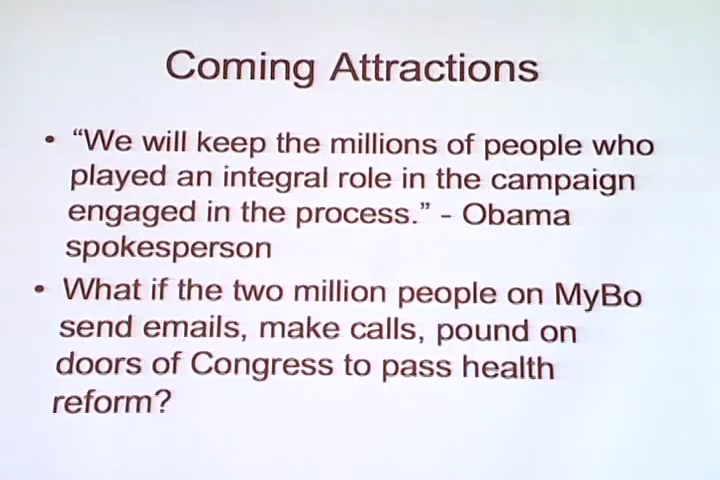 Coming Attractions
• “We will keep the millions of people who
played an integral role in the campaign
engaged in the process.” - Obama
spokesperson
• What if the two million people on MyBo
send emails, make calls, pound on
doors of Congress to pass health
reform?